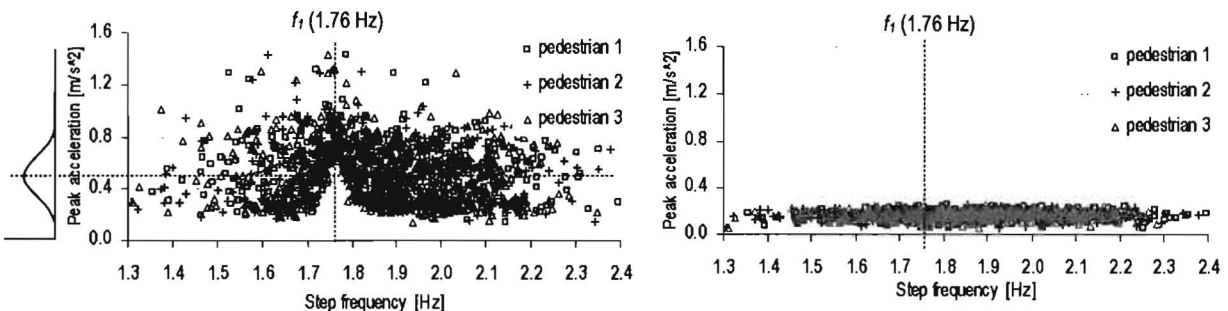 f₁ (1.76 Hz)
Peak acceleration [m/s^2]
1.6
1.2
0.8
0.4
0.0
pedestrian 1
pedestrian 2
pedestrian 3
1.3 1.4 1.5 1.6 1.7 1.8 1.9 2.0 2.1 2.2 2.3 2.4
Step frequency [Hz]
f₁ (1.76 Hz)
Peak acceleration [m/s^2]
1.6
1.2
0.8
0.4
0.0
pedestrian 1
pedestrian 2
pedestrian 3
1.3 1.4 1.5 1.6 1.7 1.8 1.9 2.0 2.1 2.2 2.3 2.4
Step frequency [Hz]